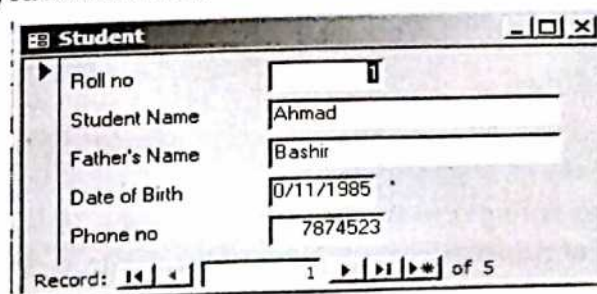 Student
Roll no 1
Student Name Ahmad
Father's Name Bashir
Date of Birth 0/11/1985
Phone no 7874523
Record: 1 of 5